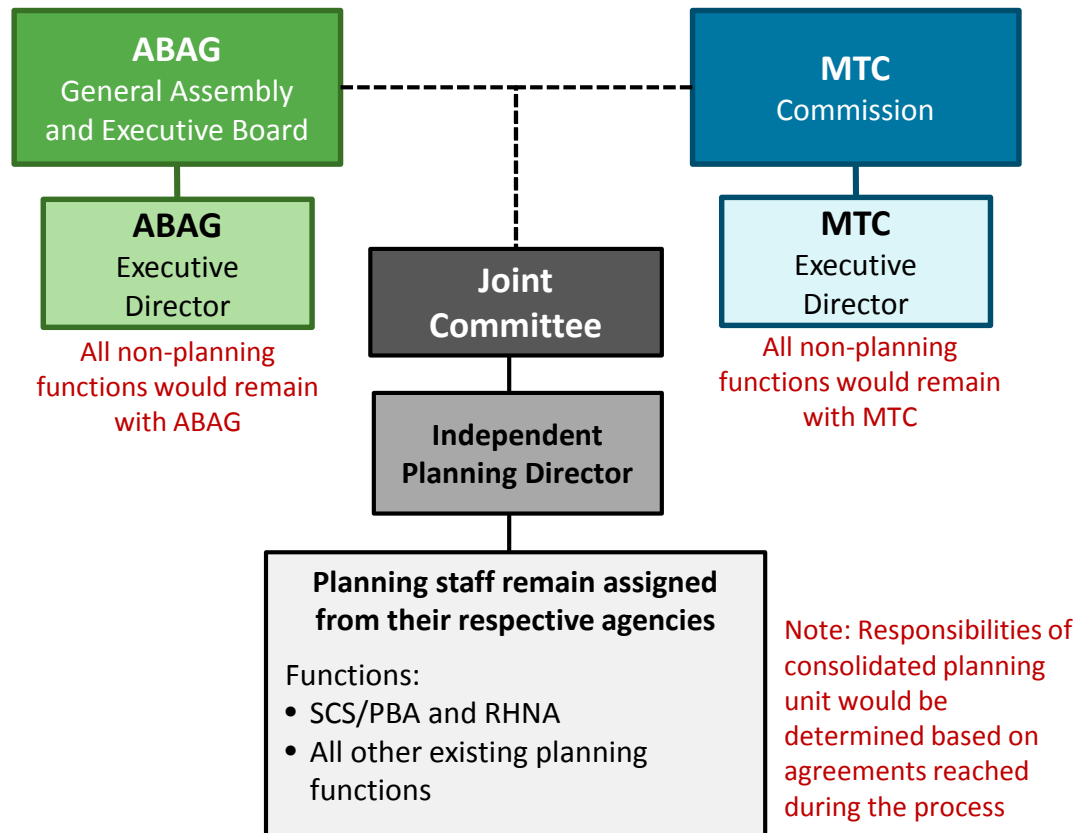 ABAG
General Assembly
and Executive Board
MTC
Commission
ABAG
Executive
Director
MTC
Executive
Director
All non-planning
functions would remain
with ABAG
All non-planning
functions would remain
with MTC
Joint
Committee
Independent
Planning Director
Planning staff remain assigned
from their respective agencies
Functions:
• SCS/PBA and RHNA
• All other existing planning
functions
Note: Responsibilities of
consolidated planning
unit would be
determined based on
agreements reached
during the process